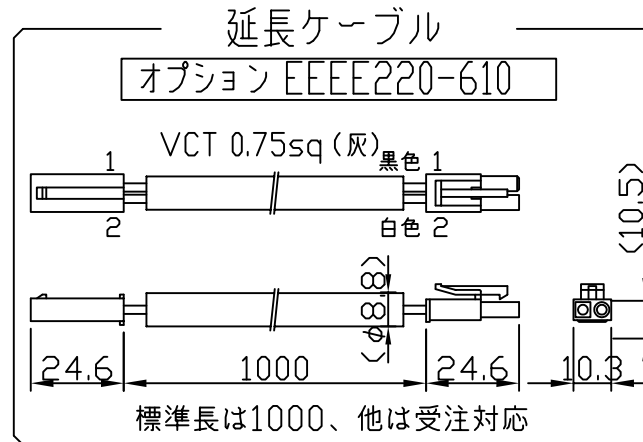 延長ケーブル
オプション EEEE220-610
VCT 0.75sq (灰)
黒色 1
1
2
白色 2
(10.5)
(φ8.8)
24.6
1000
24.6
10.3
標準長は1000、他は受注対応